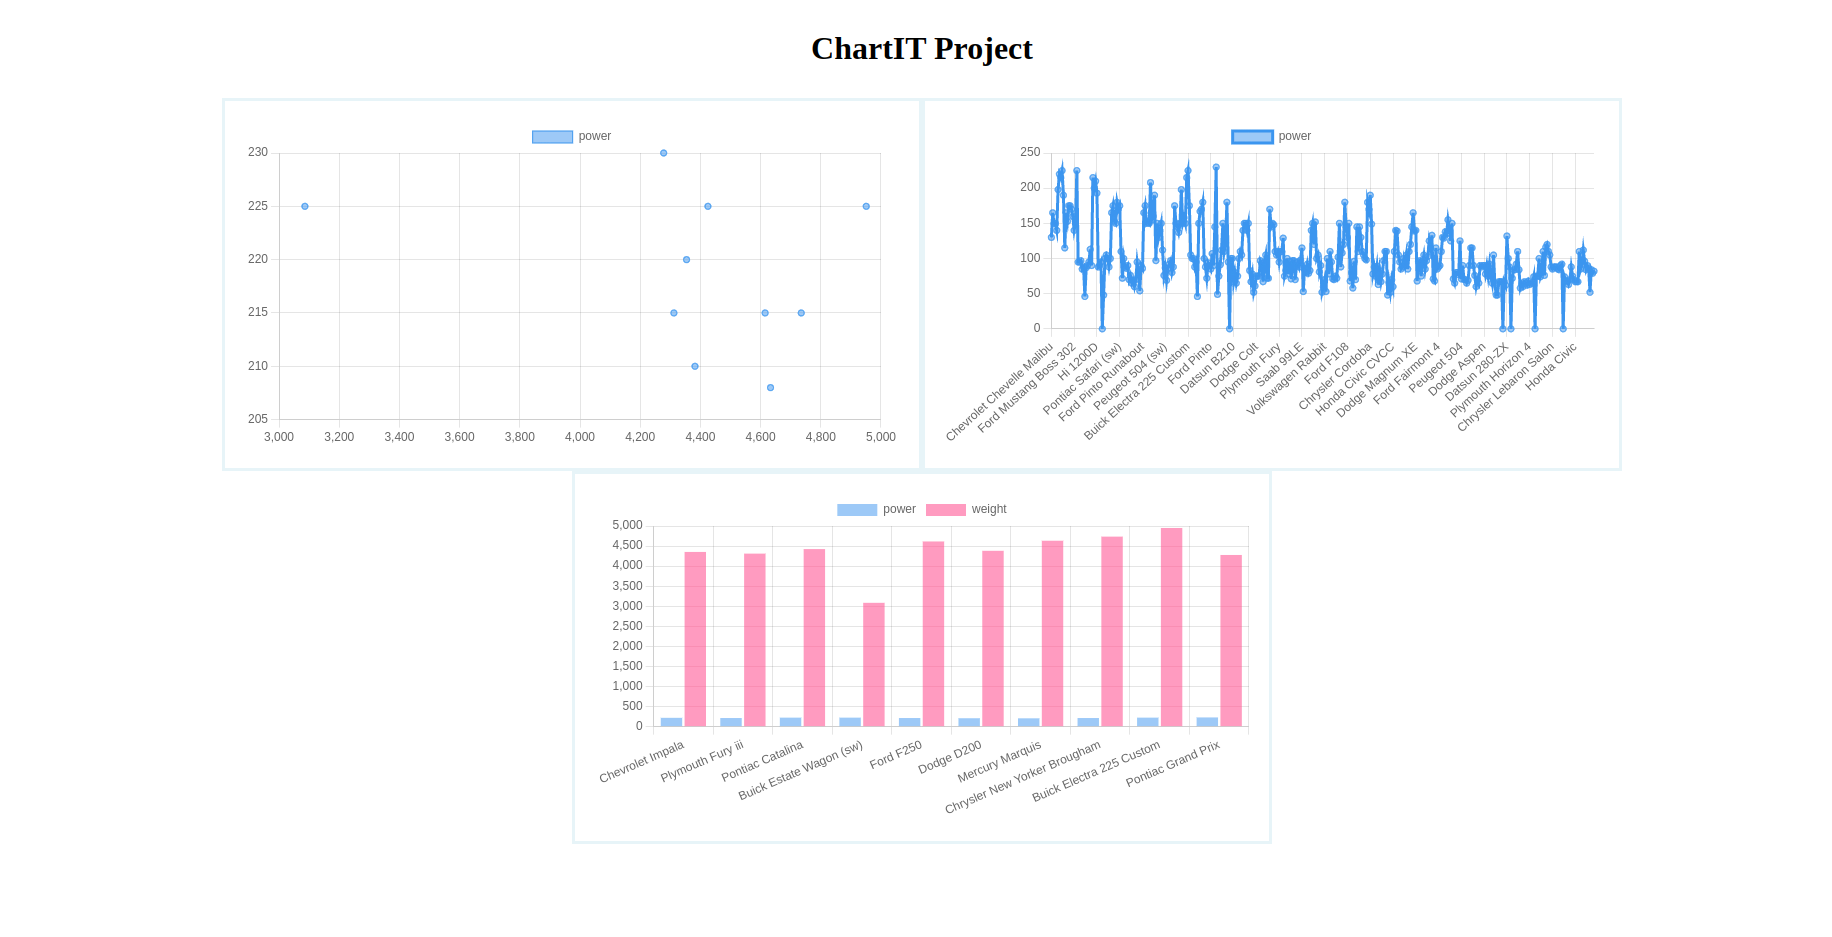 ChartIT Project
power
230
225
220
215
210
205
3,000 3,200 3,400 3,600 3,800 4,000 4,200 4,400 4,600 4,800 5,000
power
250
200
150
100
50
0
Chevrolet Chevelle Malibu
Ford Mustang Boss 302
Hi 1200D
Pontiac Safari (sw)
Ford Pinto Runabout
Peugeot 504 (sw)
Buick Electra 225 Custom
Ford Pinto
Datsun B210
Dodge Colt
Plymouth Fury
Saab 99LE
Volkswagen Rabbit
Ford F108
Chrysler Cordoba
Honda Civic CVCC
Dodge Magnum XE
Ford Fairmont 4
Peugeot 504
Dodge Aspen
Datsun 280-ZX
Plymouth Horizon 4
Chrysler Lebaron Salon
Honda Civic
power weight
5,000
4,500
4,000
3,500
3,000
2,500
2,000
1,500
1,000
500
0
Chevrolet Impala
Plymouth Fury iii
Pontiac Catalina
Buick Estate Wagon (sw)
Ford F250
Dodge D200
Mercury Marquis
Chrysler New Yorker Brougham
Buick Electra 225 Custom
Pontiac Grand Prix